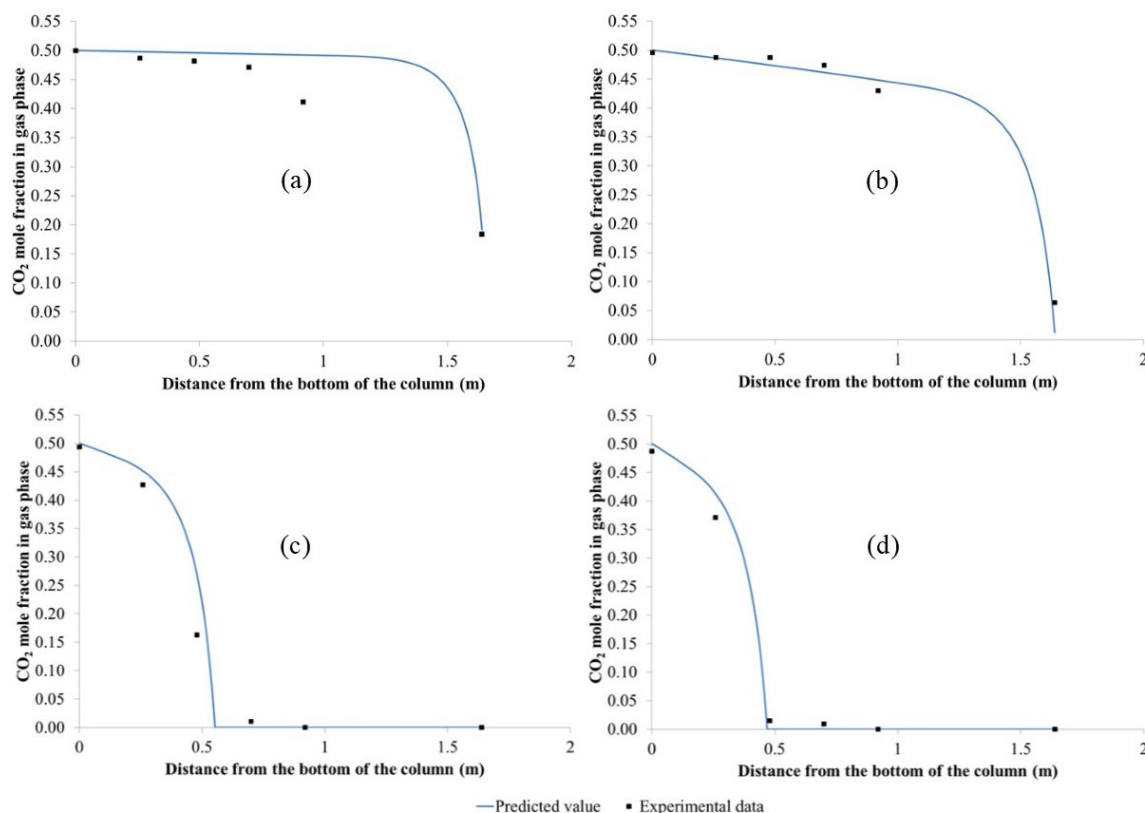 0.55
0.50
0.45
0.40
0.35
0.30
0.25
0.20
0.15
0.10
0.05
0.00
CO₂ mole fraction in gas phase
(a)
0 0.5 1 1.5 2
Distance from the bottom of the column (m)
0.55
0.50
0.45
0.40
0.35
0.30
0.25
0.20
0.15
0.10
0.05
0.00
CO₂ mole fraction in gas phase
(b)
0 0.5 1 1.5 2
Distance from the bottom of the column (m)
0.55
0.50
0.45
0.40
0.35
0.30
0.25
0.20
0.15
0.10
0.05
0.00
CO₂ mole fraction in gas phase
(c)
0 0.5 1 1.5 2
Distance from the bottom of the column (m)
0.55
0.50
0.45
0.40
0.35
0.30
0.25
0.20
0.15
0.10
0.05
0.00
CO₂ mole fraction in gas phase
(d)
0 0.5 1 1.5 2
Distance from the bottom of the column (m)
Predicted value Experimental data